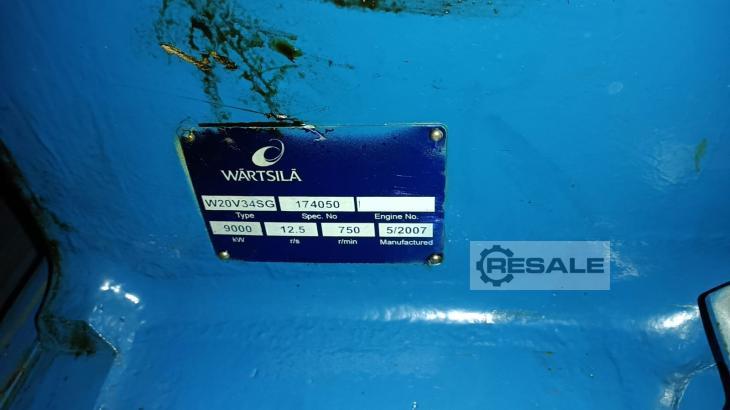 WÄRTSILÄ
W20V34SG 174050
Type Spec. No Engine No.
9000 12.5 750 5/2007
kW r/s r/min Manufactured
RESALE